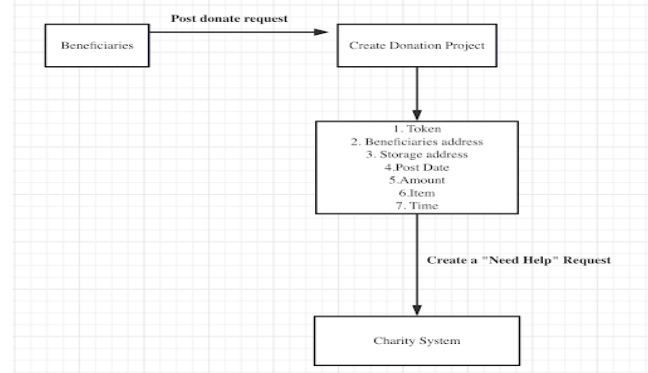 Post donate request
Beneficiaries
Create Donation Project
1. Token
2. Beneficiaries address
3. Storage address
4.Post Date
5.Amount
6.Item
7. Time
Create a "Need Help" Request
Charity System